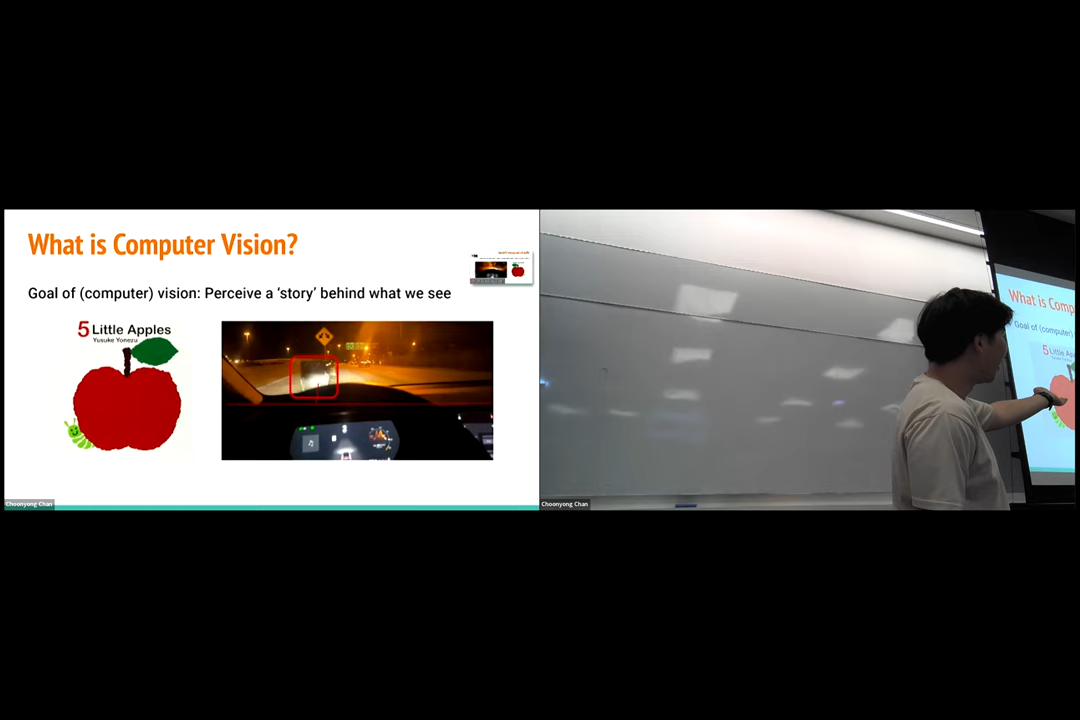 What is Computer Vision?
Goal of (computer) vision: Perceive a ‘story’ behind what we see
5 Little Apples
Yusuke Yonezu
Choonyong Chan
What is Comp
Goal of (computer)
5 Little Ap
Choonyong Chan